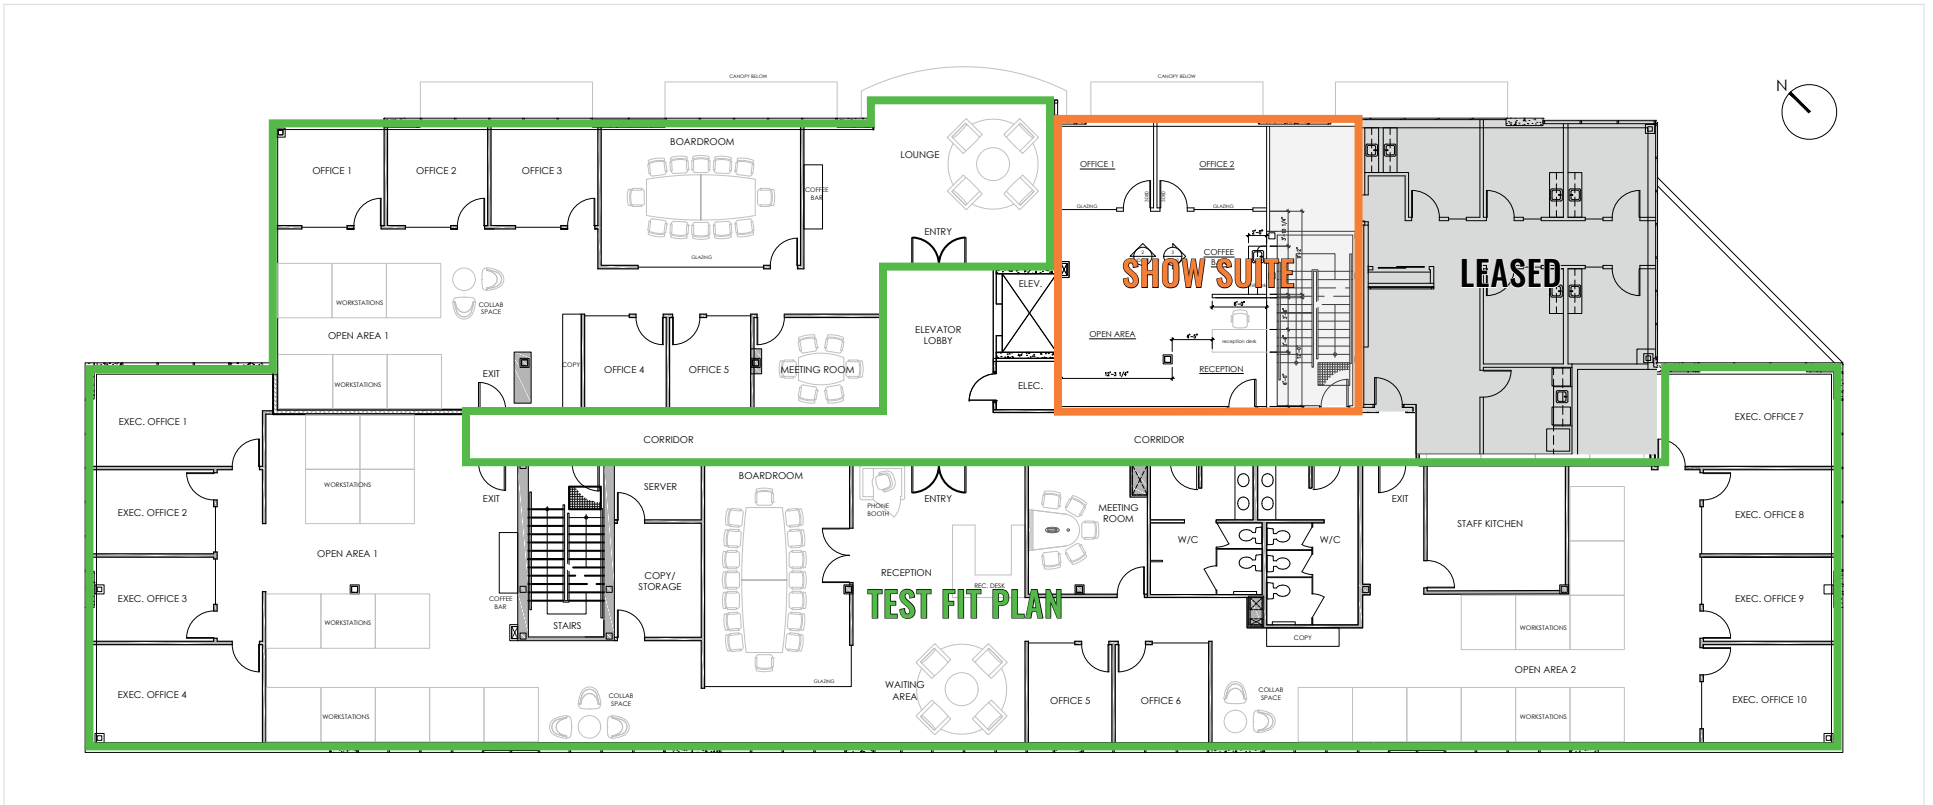 CANOPY BELOW
CANOPY BELOW
N
OFFICE 1
OFFICE 2
OFFICE 3
BOARDROOM
COFFEE
BAR
GLAZING
LOUNGE
ENTRY
WORKSTATIONS
COLLAB
SPACE
OPEN AREA 1
WORKSTATIONS
EXIT
COPY
OFFICE 4
OFFICE 5
MEETING ROOM
ELEVATOR
LOBBY
ELEV.
ELEC.
OFFICE 1
OFFICE 2
GLAZING
GLAZING
COFFEE
SHOW SUITE
OPEN AREA
reception desk
RECEPTION
12'-3 1/4"
LEASED
CORRIDOR
CORRIDOR
EXEC. OFFICE 1
EXEC. OFFICE 2
EXEC. OFFICE 3
EXEC. OFFICE 4
WORKSTATIONS
OPEN AREA 1
WORKSTATIONS
WORKSTATIONS
EXIT
COFFEE
BAR
STAIRS
COLLAB
SPACE
SERVER
COPY/
STORAGE
BOARDROOM
GLAZING
PHONE
BOOTH
ENTRY
RECEPTION
REC. DESK
TEST FIT PLAN
WAITING
AREA
MEETING
ROOM
W/C
W/C
OFFICE 5
OFFICE 6
COPY
COLLAB
SPACE
EXIT
STAFF KITCHEN
WORKSTATIONS
OPEN AREA 2
WORKSTATIONS
EXEC. OFFICE 7
EXEC. OFFICE 8
EXEC. OFFICE 9
EXEC. OFFICE 10